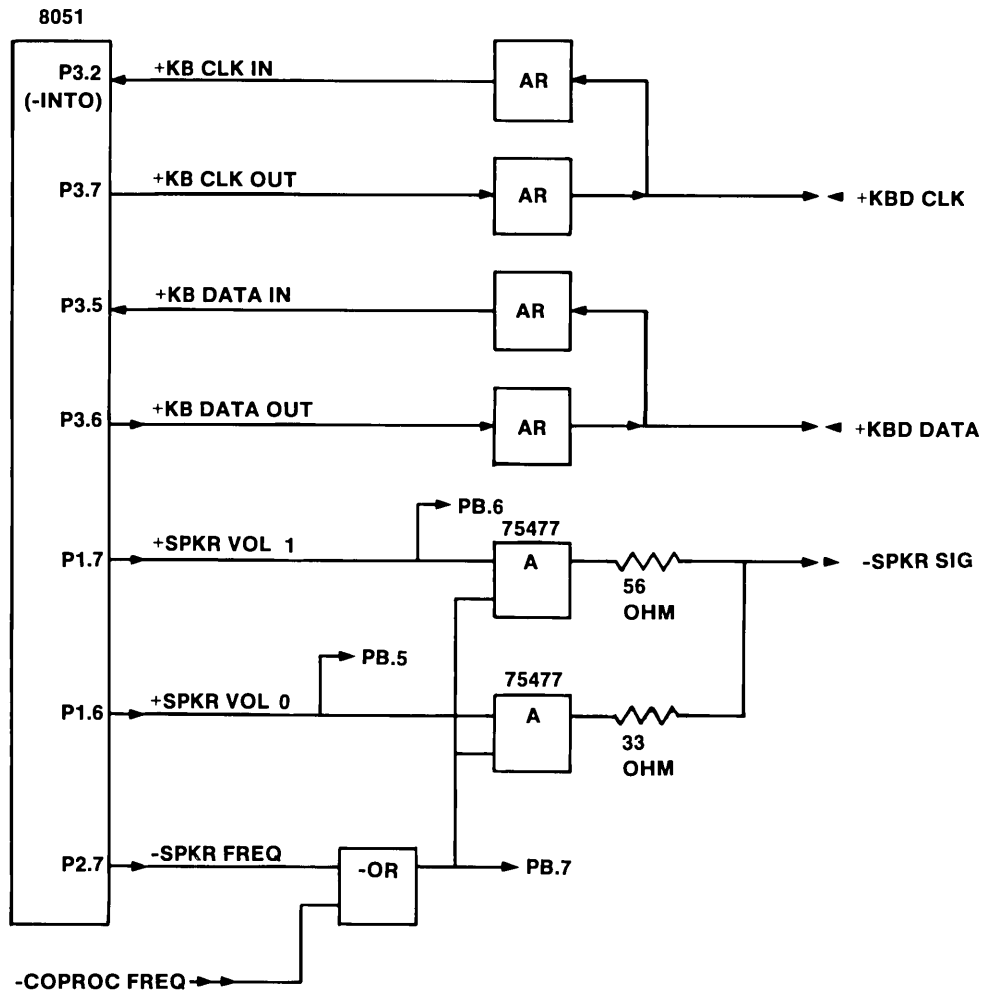 8051
P3.2
(-INTO)
+KB CLK IN
AR
P3.7
+KB CLK OUT
AR
+KBD CLK
P3.5
+KB DATA IN
AR
P3.6
+KB DATA OUT
AR
+KBD DATA
PB.6
75477
P1.7
+SPKR VOL 1
A
56
OHM
-SPKR SIG
PB.5
75477
P1.6
+SPKR VOL 0
A
33
OHM
P2.7
-SPKR FREQ
-OR
PB.7
-COPROC FREQ